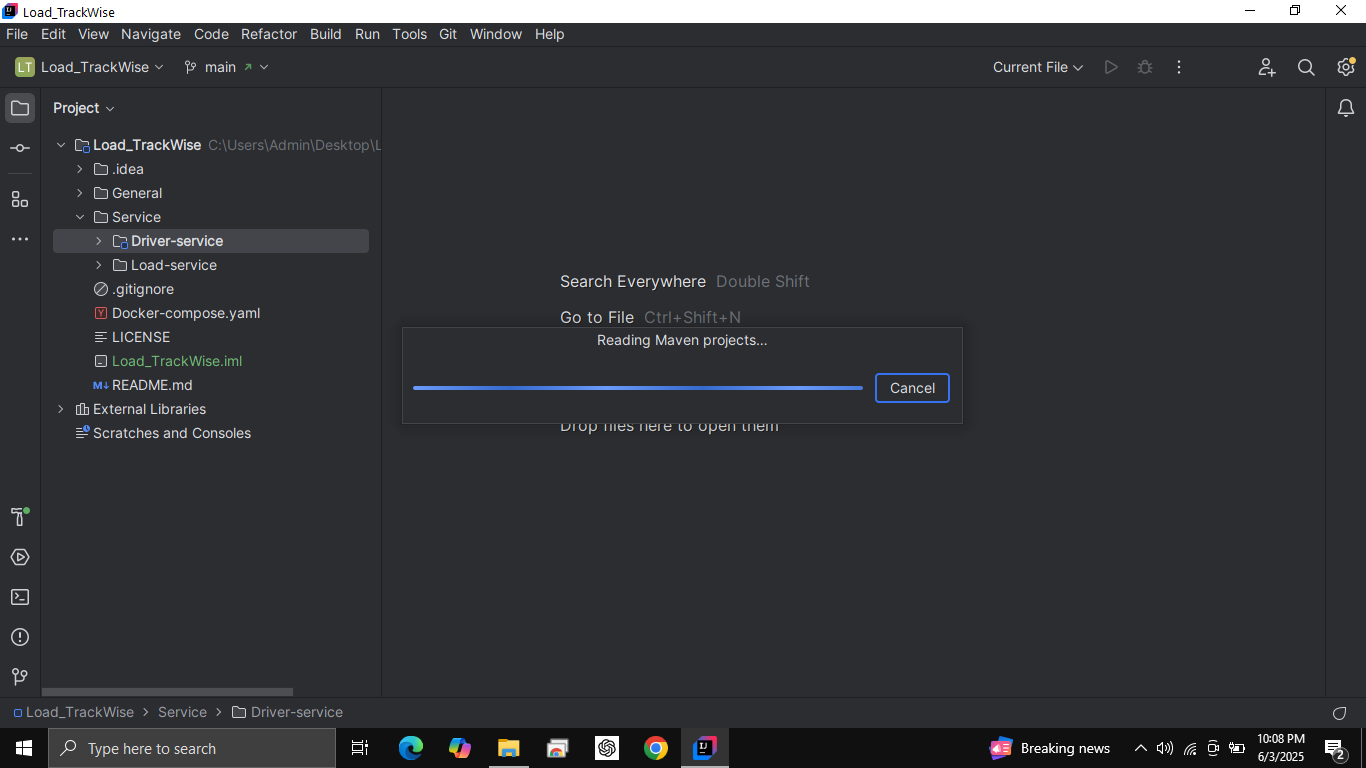 Load_TrackWise
File Edit View Navigate Code Refactor Build Run Tools Git Window Help
LT Load_TrackWise main Current File
Project
Load_TrackWise C:\Users\Admin\Desktop\L
.idea
General
Service
Driver-service
Load-service
.gitignore
Y Docker-compose.yaml
LICENSE
Load_TrackWise.iml
M↓ README.md
External Libraries
Scratches and Consoles
Search Everywhere Double Shift
Go to File Ctrl+Shift+N
Reading Maven projects...
Cancel
Drop files here to open them
Load_TrackWise > Service > Driver-service
Type here to search
IJ
Breaking news
10:08 PM
6/3/2025
2